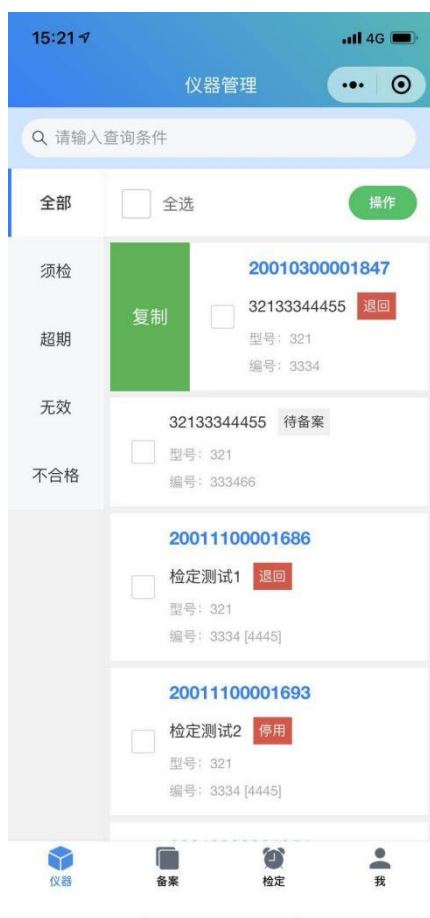 15:21
4G
仪器管理
请输入查询条件
全部
全选
操作
须检
超期
无效
不合格
复制
20010300001847
32133344455 退回
型号：321
编号：3334
32133344455 待备案
型号：321
编号：333466
20011100001686
检定测试1 退回
型号：321
编号：3334 [4445]
20011100001693
检定测试2 停用
型号：321
编号：3334 [4445]
仪器
备案
检定
我